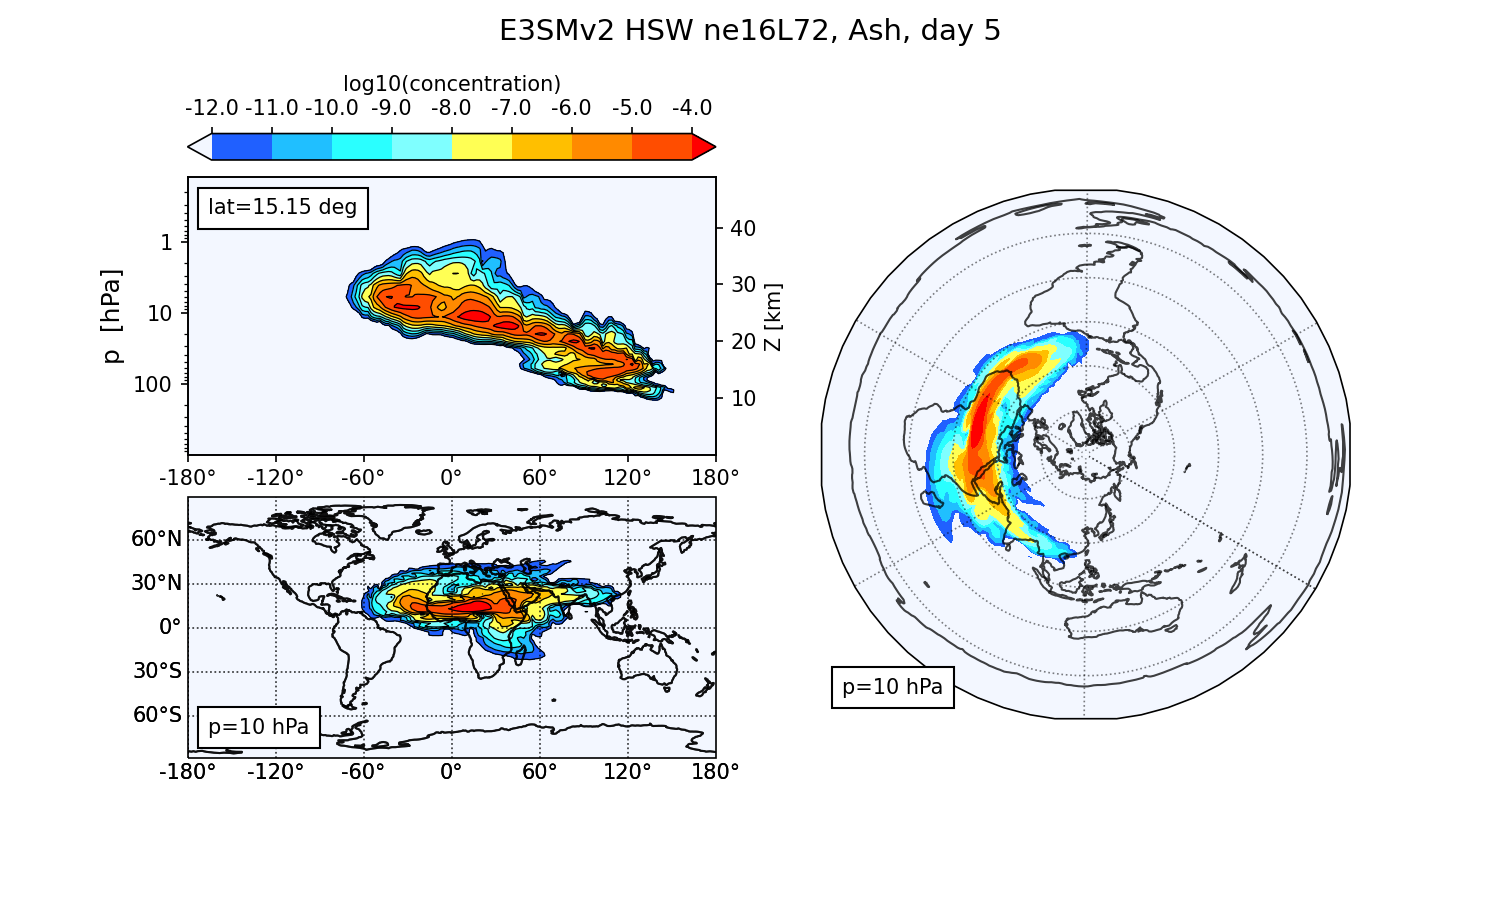 E3SMv2 HSW ne16L72, Ash, day 5
log10(concentration)
-12.0 -11.0 -10.0 -9.0 -8.0 -7.0 -6.0 -5.0 -4.0
lat=15.15 deg
p [hPa]
1
10
100
40
30
20
10
Z [km]
-180° -120° -60° 0° 60° 120° 180°
60°N
30°N
0°
30°S
60°S
p=10 hPa
-180° -120° -60° 0° 60° 120° 180°
p=10 hPa